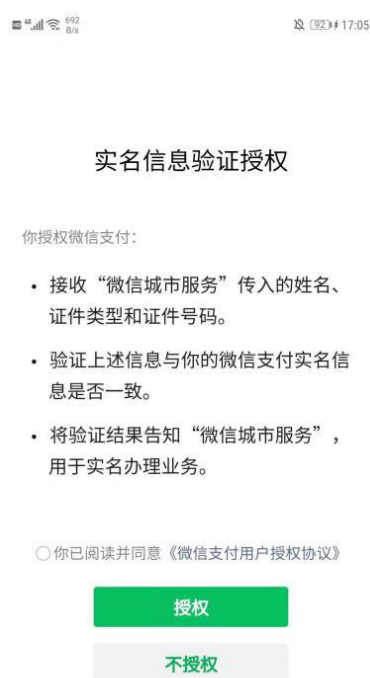 HD 4G 692 B/s 92 17:05
实名信息验证授权
你授权微信支付：
• 接收“微信城市服务”传入的姓名、
证件类型和证件号码。
• 验证上述信息与你的微信支付实名信
息是否一致。
• 将验证结果告知“微信城市服务”，
用于实名办理业务。
你已阅读并同意《微信支付用户授权协议》
授权
不授权